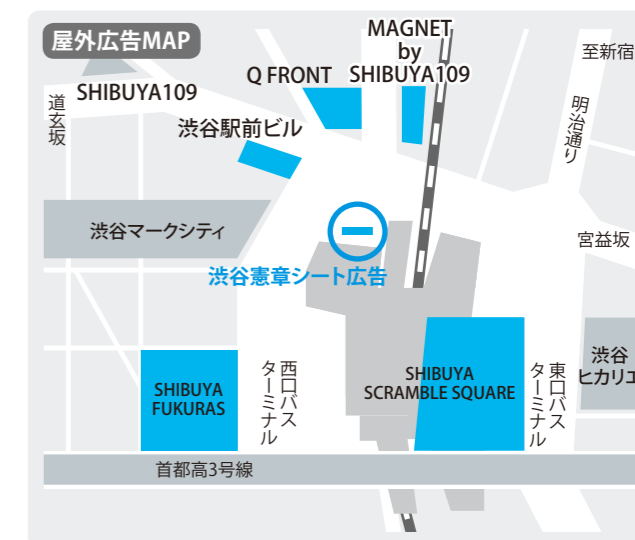 屋外広告MAP
MAGNET
by
SHIBUYA109
至新宿
Q FRONT
SHIBUYA109
道玄坂
渋谷駅前ビル
明治通り
渋谷マークシティ
宮益坂
渋谷憲章シート広告
SHIBUYA
FUKURAS
西口バス
ターミナル
SHIBUYA
SCRAMBLE SQUARE
東口バス
ターミナル
渋谷
ヒカリエ
首都高3号線